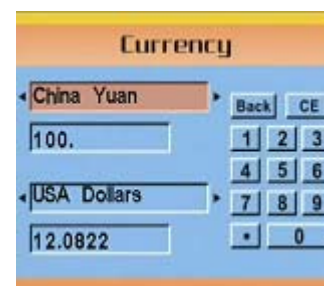 Currency
China Yuan
100.
USA Dollars
12.0822
Back CE
1 2 3
4 5 6
7 8 9
. 0